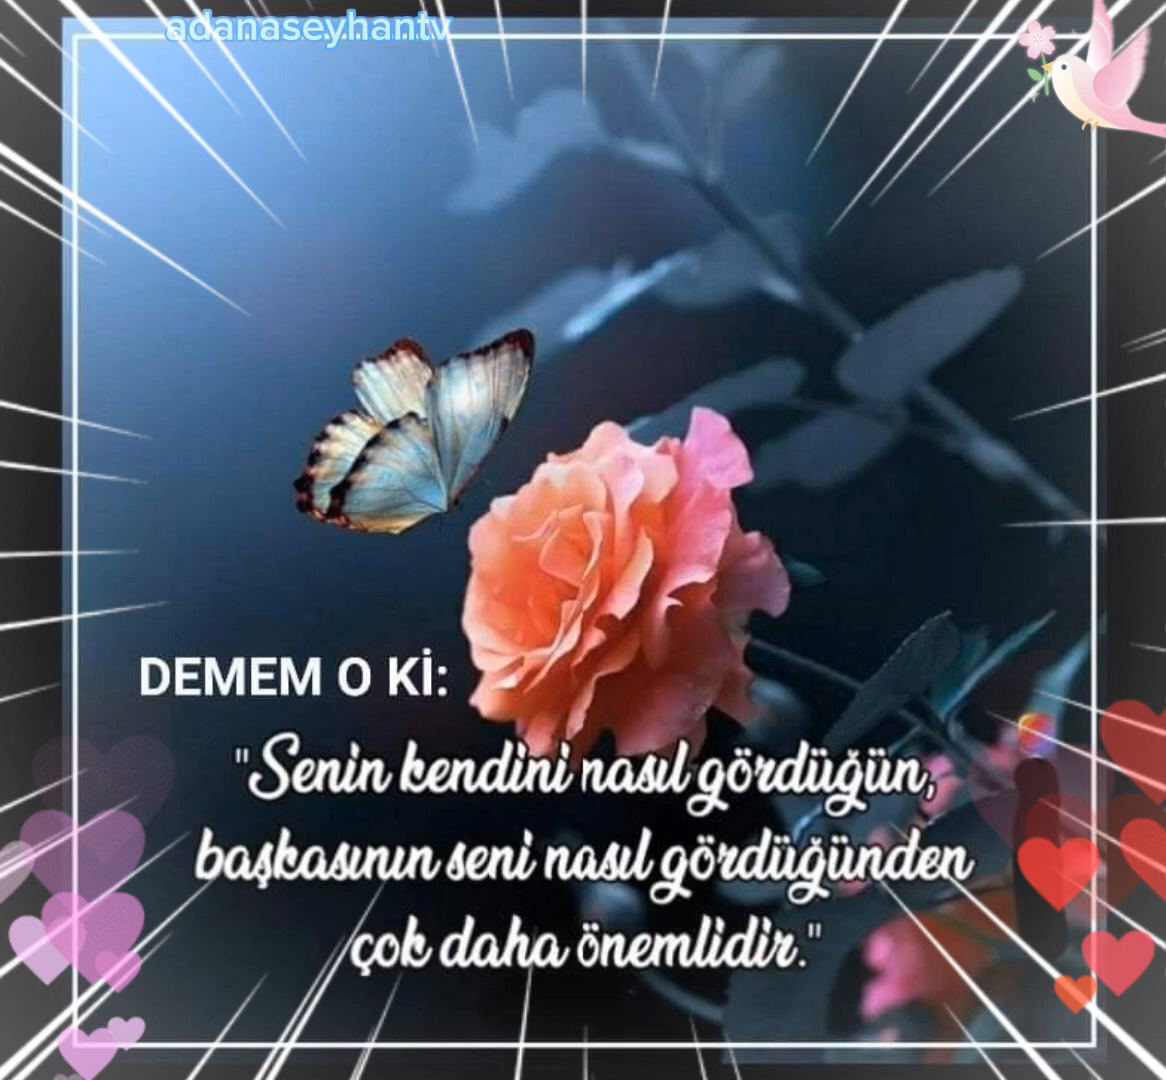 adanaseyhantv
DEMEM O Kİ:
"Senin kendini nasıl gördüğün,
başkasının seni nasıl gördüğünden
çok daha önemlidir."